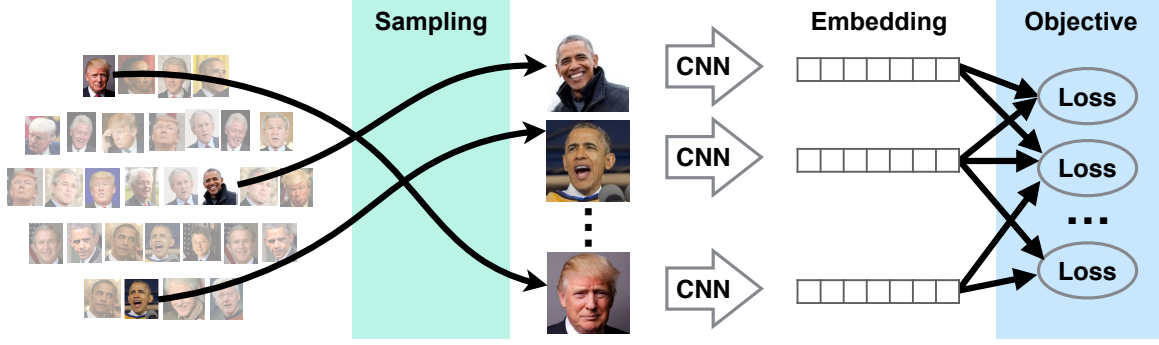 Sampling
Embedding
Objective
CNN
Loss
CNN
Loss
...
CNN
Loss